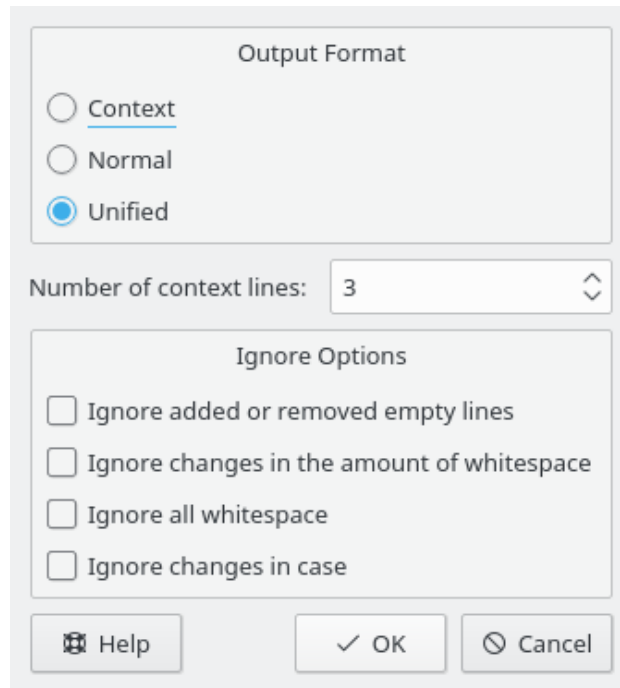 Output Format
Context
Normal
Unified
Number of context lines: 3
Ignore Options
Ignore added or removed empty lines
Ignore changes in the amount of whitespace
Ignore all whitespace
Ignore changes in case
Help OK Cancel